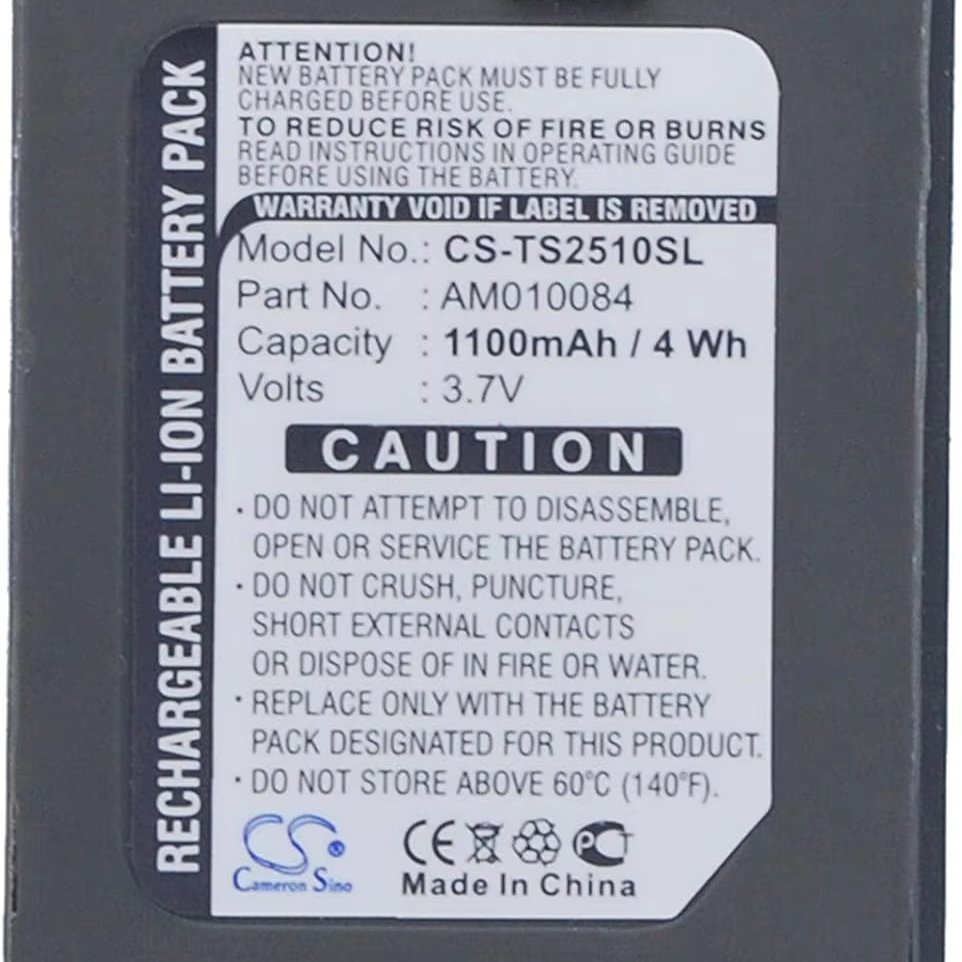 RECHARGEABLE LI-ION BATTERY PACK
ATTENTION!
NEW BATTERY PACK MUST BE FULLY
CHARGED BEFORE USE.
TO REDUCE RISK OF FIRE OR BURNS
READ INSTRUCTIONS IN OPERATING GUIDE
BEFORE USING THE BATTERY.
WARRANTY VOID IF LABEL IS REMOVED
Model No.: CS-TS2510SL
Part No. : AM010084
Capacity : 1100mAh / 4 Wh
Volts : 3.7V
CAUTION
· DO NOT ATTEMPT TO DISASSEMBLE,
OPEN OR SERVICE THE BATTERY PACK.
· DO NOT CRUSH, PUNCTURE,
SHORT EXTERNAL CONTACTS
OR DISPOSE OF IN FIRE OR WATER.
· REPLACE ONLY WITH THE BATTERY
PACK DESIGNATED FOR THIS PRODUCT.
· DO NOT STORE ABOVE 60°C (140°F).
CS
Cameron Sino
CE PCT
Made In China